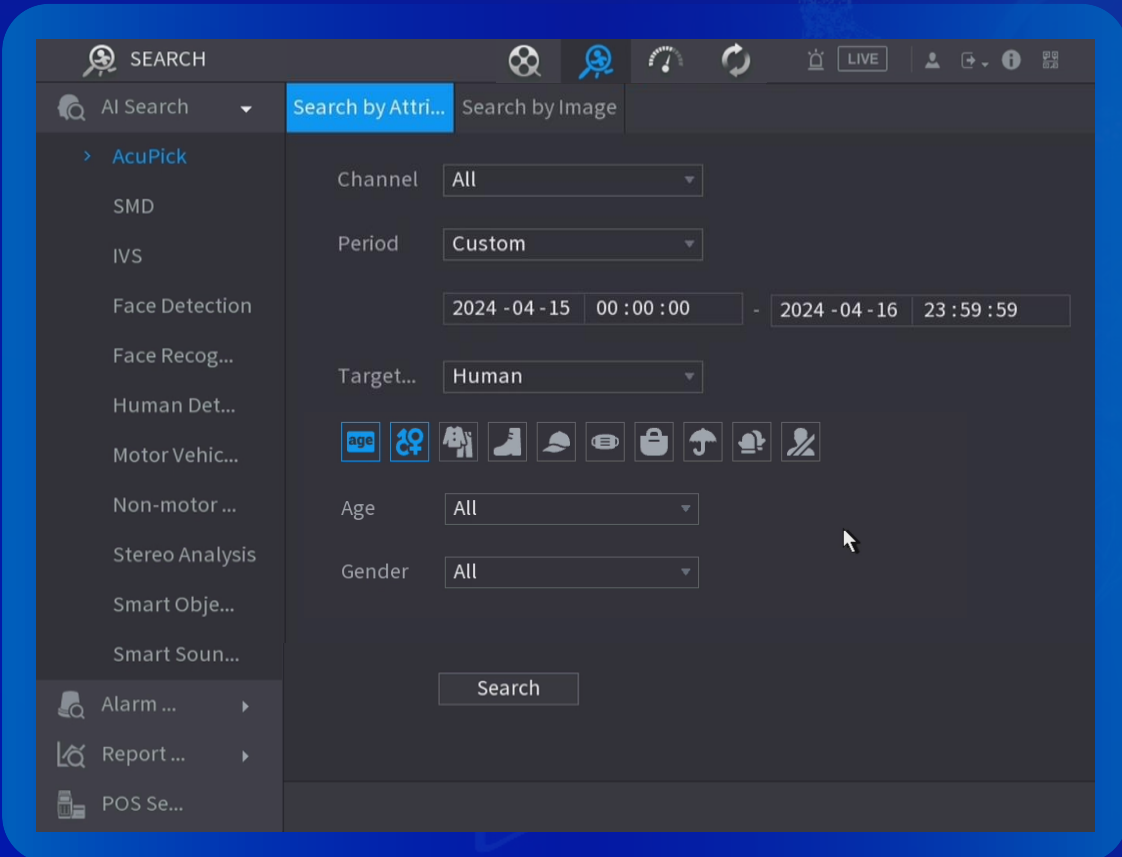 SEARCH
LIVE
AI Search
Search by Attri...
Search by Image
AcuPick
SMD
IVS
Face Detection
Face Recog...
Human Det...
Motor Vehic...
Non-motor ...
Stereo Analysis
Smart Obje...
Smart Soun...
Alarm ...
Report ...
POS Se...
Channel All
Period Custom
2024 -04 -15 00 :00 :00 - 2024 -04 -16 23 :59 :59
Target... Human
age
Age All
Gender All
Search